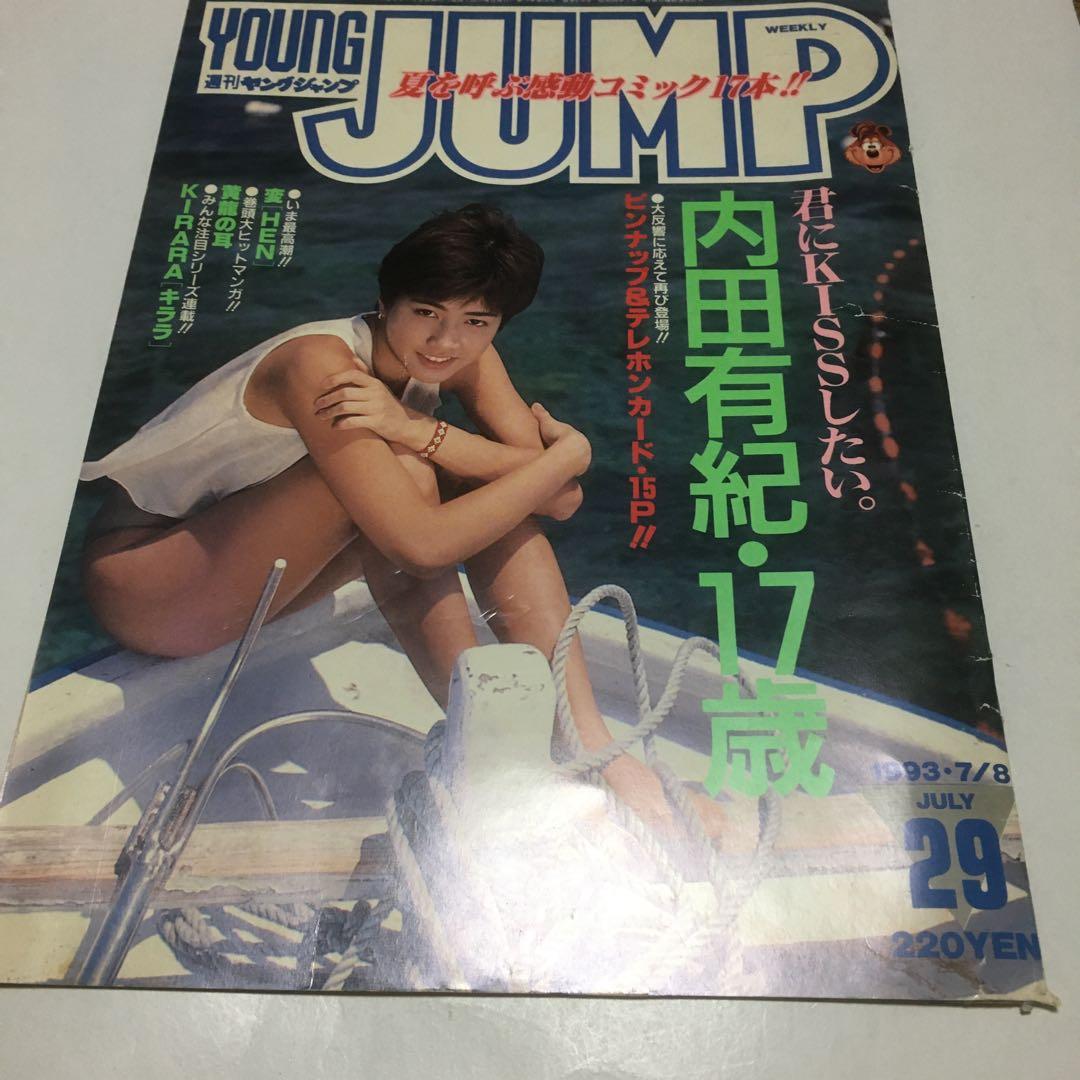 YOUNG
JUMP
WEEKLY
週刊ヤングジャンプ
夏を呼ぶ感動コミック17本!!
君にKISSしたい。
内田有紀・17歳
●大反響に応えて再び登場!!
ピンナップ&テレホンカード・15P!!
●いま最高潮!!
変[HEN]
●巻頭大ヒットマンガ!!
黄龍の耳
●みんな注目シリーズ連載!!
KIRARA[キララ]
1993・7/8
JULY
29
220YEN